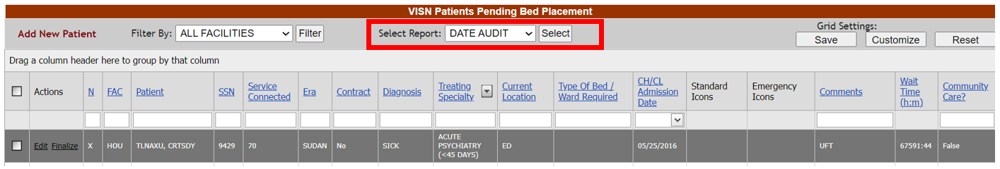 VISN Patients Pending Bed Placement
Add New Patient Filter By: ALL FACILITIES Filter Select Report: DATE AUDIT Select Grid Settings:
Save Customize Reset
Drag a column header here to group by that column
Actions N FAC Patient SSN Service Connected Era Contract Diagnosis Treating Specialty Current Location Type Of Bed / Ward Required CH/CL Admission Date Standard Icons Emergency Icons Comments Wait Time (h:m) Community Care?
Edit Finalize X HOU TLNAXU, CRTSDY 9429 70 SUDAN No SICK ACUTE PSYCHIATRY (<45 DAYS) ED 05/25/2016 UFT 67591:44 False